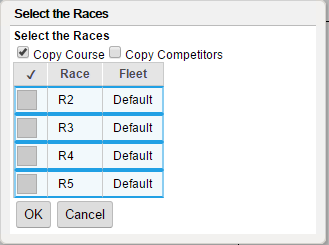 Select the Races
Select the Races
Copy Course Copy Competitors
Race Fleet
R2 Default
R3 Default
R4 Default
R5 Default
OK Cancel